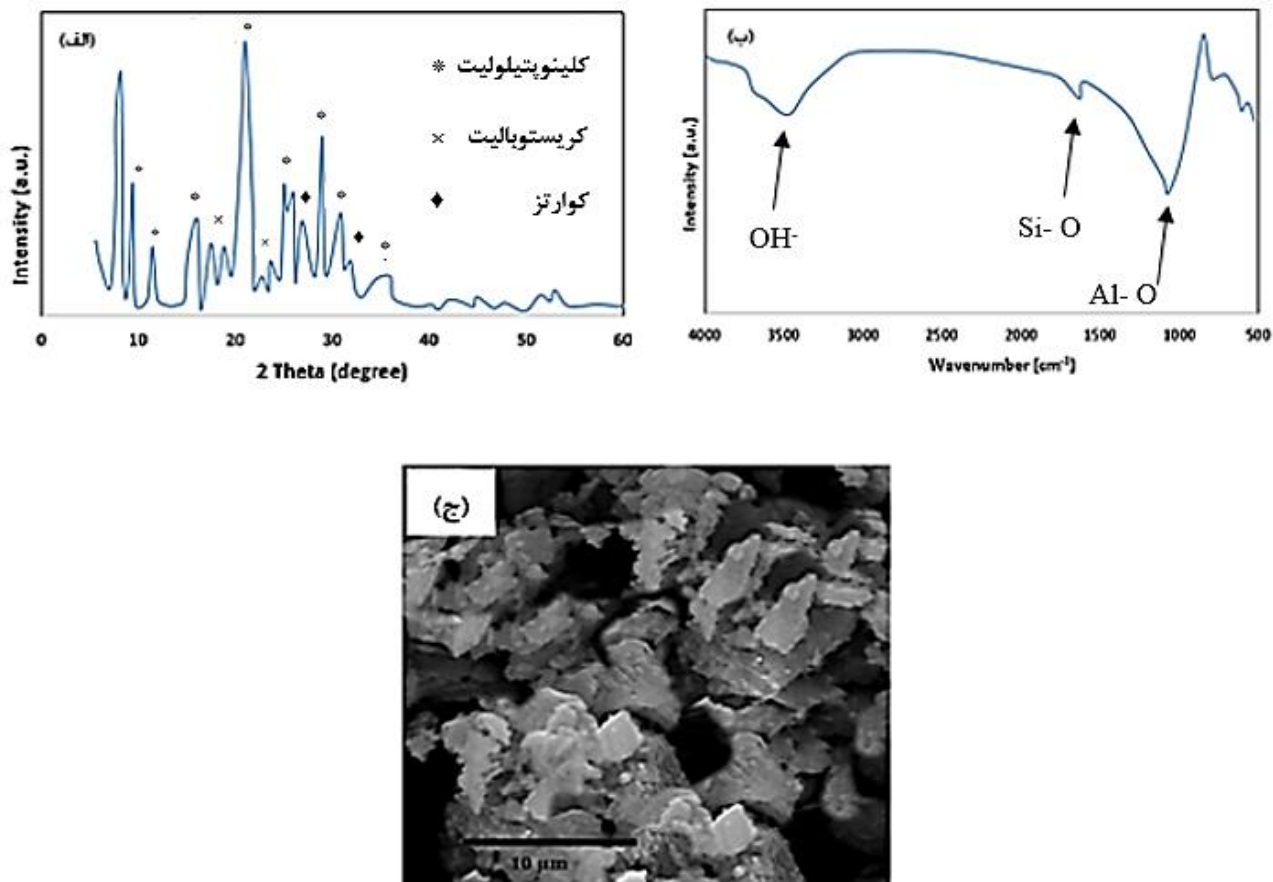 (الف)
کلینوپتیلولیت
کریستوبالیت
کوارتز
Intensity (a.u.)
0 10 20 30 40 50 60
2 Theta (degree)
(ب)
Intensity [a.u.]
OH-
Si- O
Al- O
4000 3500 3000 2500 2000 1500 1000 500
Wavenumber [cm-1]
(ج)
10 µm